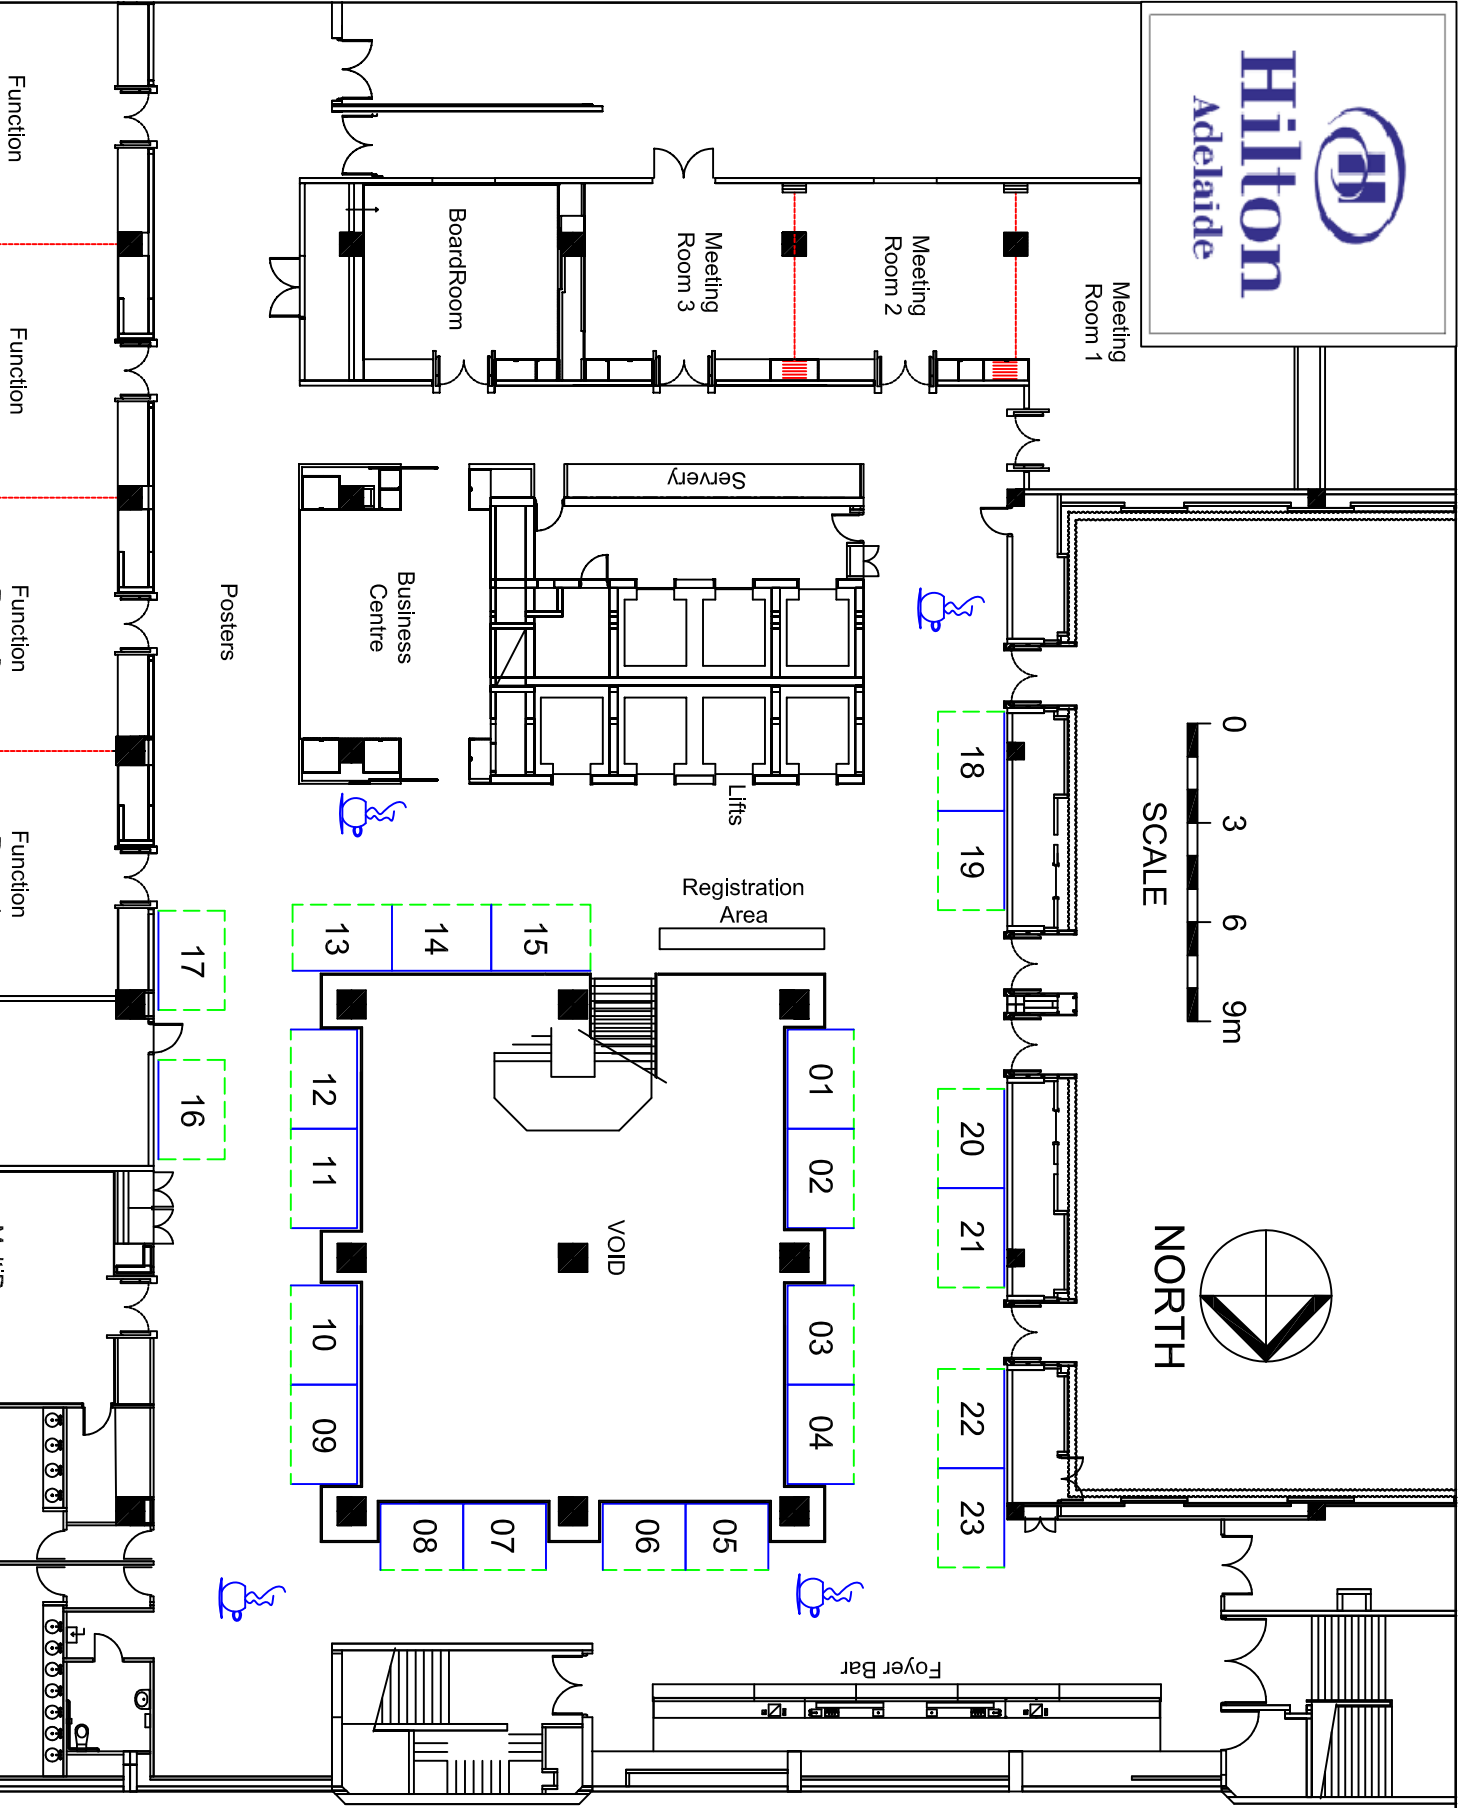 Hilton
Adelaide
Function
Function
Function
Function
BoardRoom
Meeting
Room 3
Meeting
Room 2
Meeting
Room 1
Servery
Business
Centre
Posters
Lifts
Registration
Area
0
3
6
9m
SCALE
NORTH
VOID
Foyer Bar
01
02
03
04
05
06
07
08
09
10
11
12
13
14
15
16
17
18
19
20
21
22
23